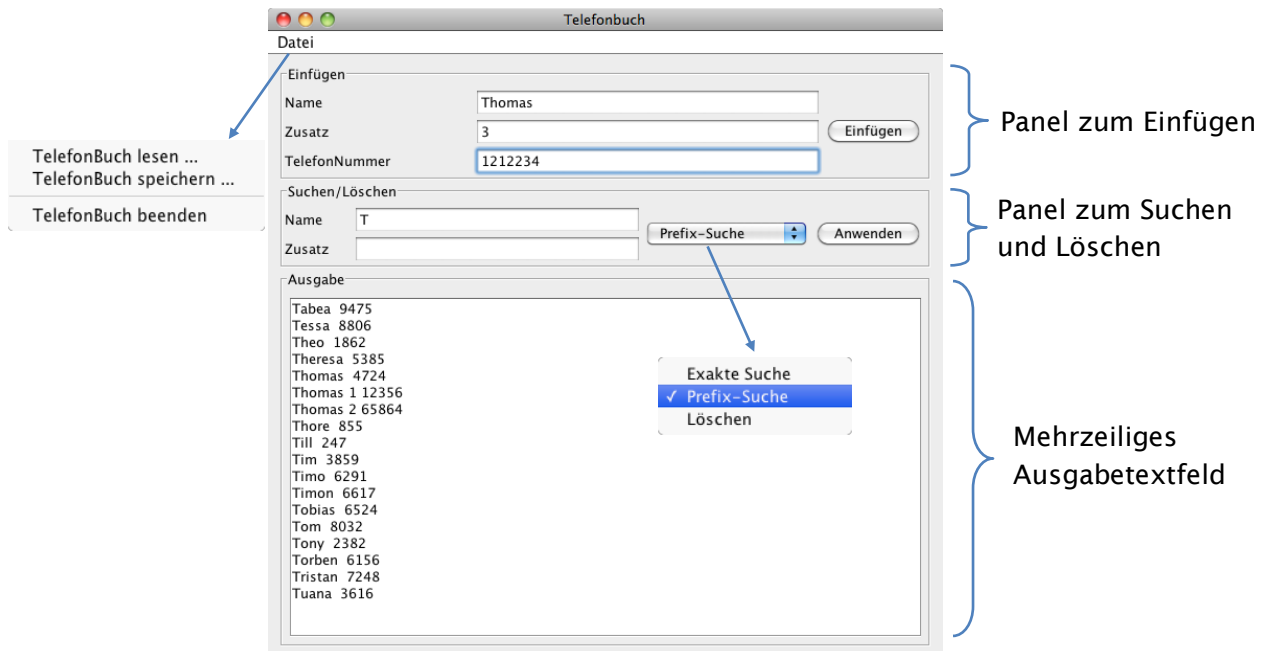 Telefonbuch
Datei
TelefonBuch lesen ...
TelefonBuch speichern ...
TelefonBuch beenden
Einfügen
Name
Thomas
Zusatz
3
Einfügen
TelefonNummer
1212234
Panel zum Einfügen
Suchen/Löschen
Name
T
Zusatz
Prefix-Suche
Anwenden
Panel zum Suchen
und Löschen
Ausgabe
Tabea 9475
Tessa 8806
Theo 1862
Theresa 5385
Thomas 4724
Thomas 1 12356
Thomas 2 65864
Thore 855
Till 247
Tim 3859
Timo 6291
Timon 6617
Tobias 6524
Tom 8032
Tony 2382
Torben 6156
Tristan 7248
Tuana 3616
Exakte Suche
✓ Prefix-Suche
Löschen
Mehrzeiliges
Ausgabetextfeld